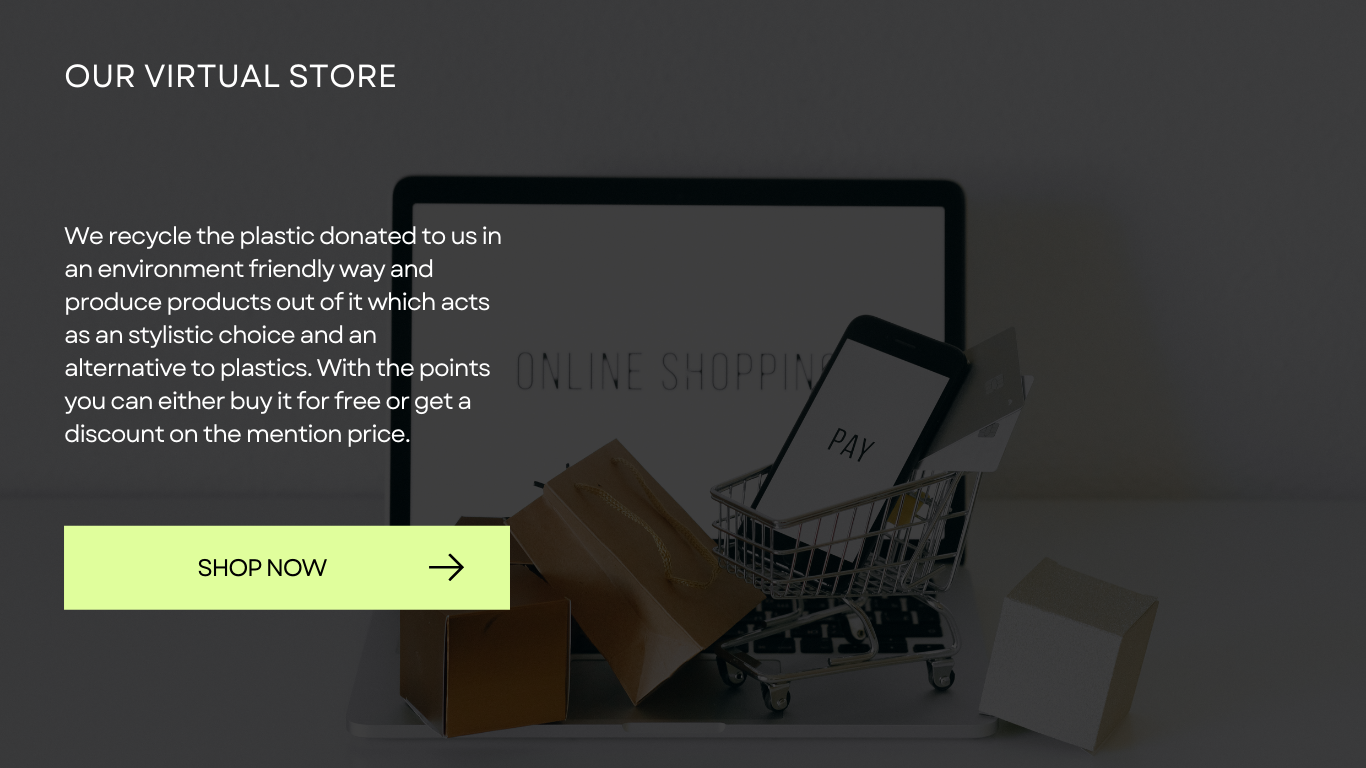 OUR VIRTUAL STORE
We recycle the plastic donated to us in
an environment friendly way and
produce products out of it which acts
as an stylistic choice and an
alternative to plastics. With the points
you can either buy it for free or get a
discount on the mention price.
ONLINE SHOPPING
PAY
SHOP NOW